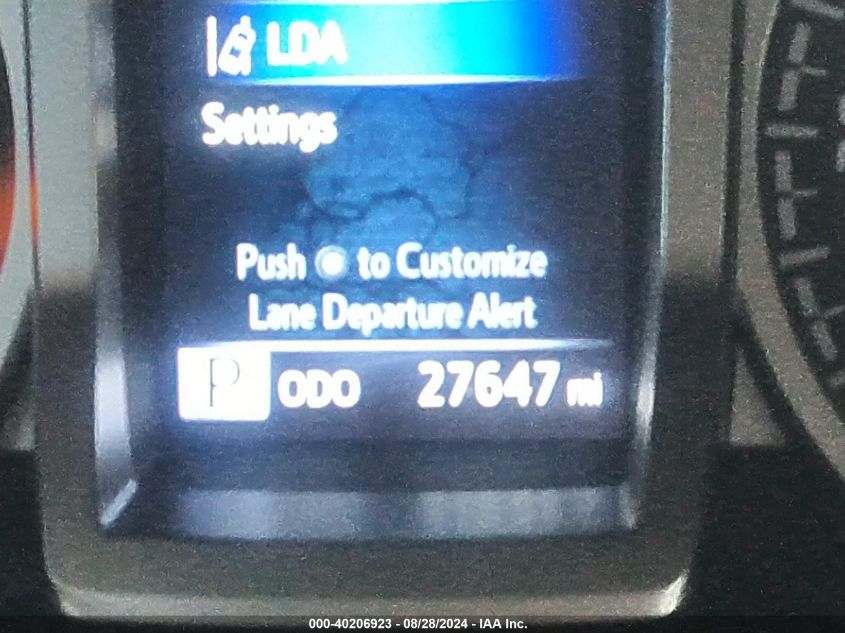 LDA
Settings
Push to Customize
Lane Departure Alert
P ODO 27647 mi
000-40206923 - 08/28/2024 - IAA Inc.